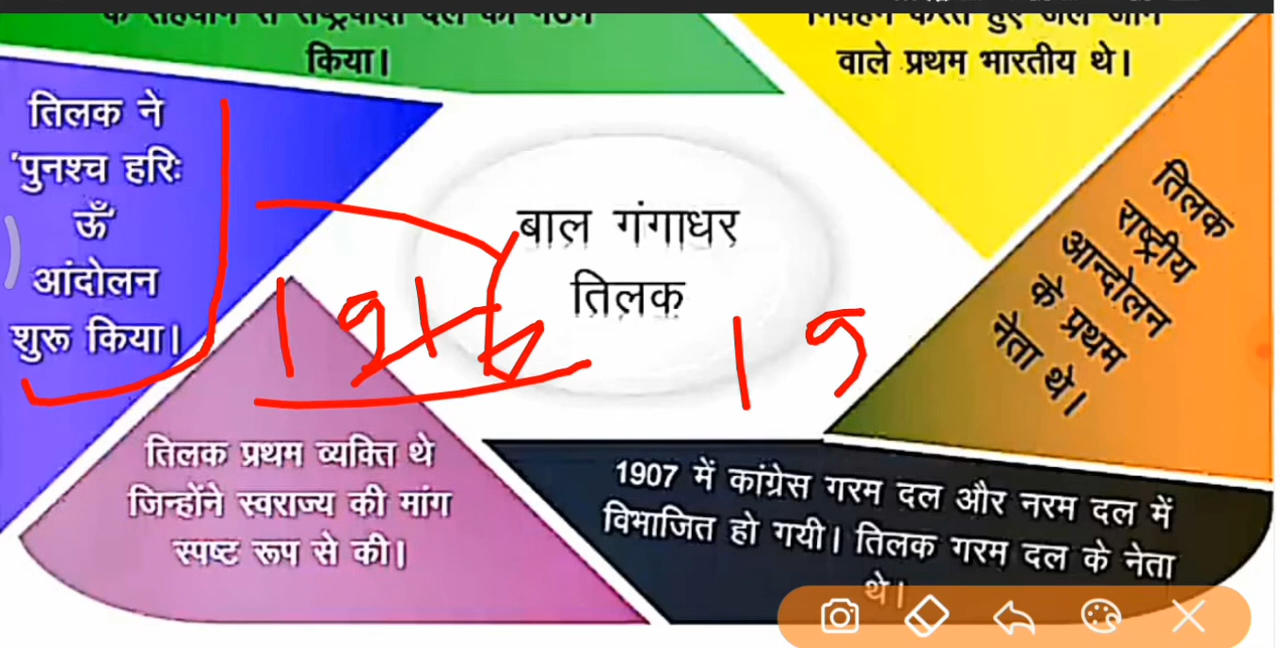 किया।
वाले प्रथम भारतीय थे।
तिलक ने
'पुनश्च हरिः
ऊँ'
आंदोलन
शुरू किया।
बाल गंगाधर
तिलक
19
तिलक
राष्ट्रीय
आन्दोलन
के प्रथम
नेता थे।
तिलक प्रथम व्यक्ति थे
जिन्होंने स्वराज्य की मांग
स्पष्ट रूप से की।
1907 में कांग्रेस गरम दल और नरम दल में
विभाजित हो गयी। तिलक गरम दल के नेता
थे।